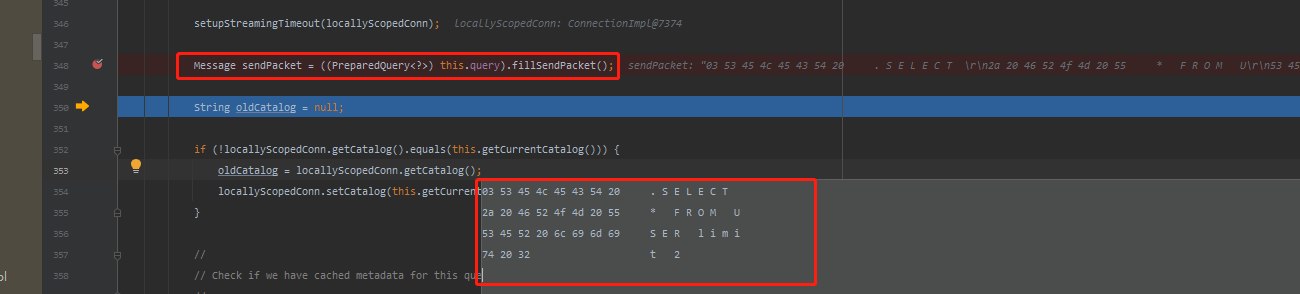 345
346 setupStreamingTimeout(locallyScopedConn); locallyScopedConn: ConnectionImpl@7374
347
348 Message sendPacket = ((PreparedQuery<?>) this.query).fillSendPacket(); sendPacket: "03 53 45 4c 45 43 54 20 . S E L E C T \r\n2a 20 46 52 4f 4d 20 55 * F R O M U\r\n53 45
349
350 String oldCatalog = null;
351
352 if (!locallyScopedConn.getCatalog().equals(this.getCurrentCatalog())) {
353 oldCatalog = locallyScopedConn.getCatalog();
354 locallyScopedConn.setCatalog(this.getCurrent
03 53 45 4c 45 43 54 20 . S E L E C T
2a 20 46 52 4f 4d 20 55 * F R O M U
53 45 52 20 6c 69 6d 69 S E R l i m i
74 20 32 t 2
355 }
356
357 //
358 // Check if we have cached metadata for this que
ol